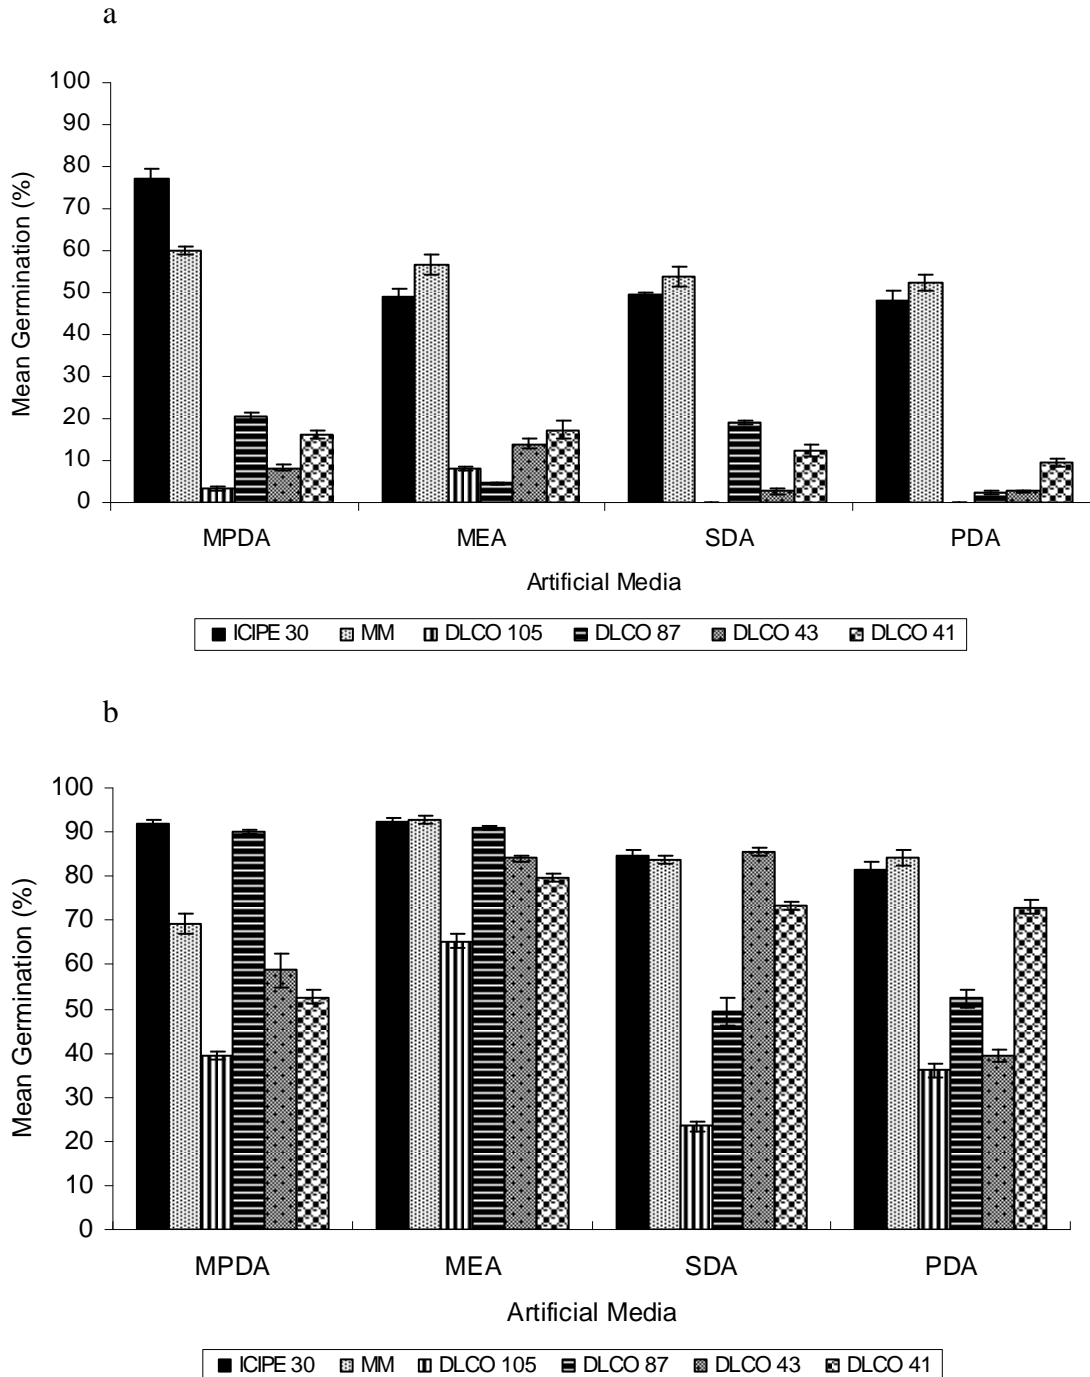 a
100
90
80
70
60
50
40
30
20
10
0
Mean Germination (%)
MPDA MEA SDA PDA
Artificial Media
ICIPE 30 MM DLCO 105 DLCO 87 DLCO 43 DLCO 41
b
100
90
80
70
60
50
40
30
20
10
0
Mean Germination (%)
MPDA MEA SDA PDA
Artificial Media
ICIPE 30 MM DLCO 105 DLCO 87 DLCO 43 DLCO 41